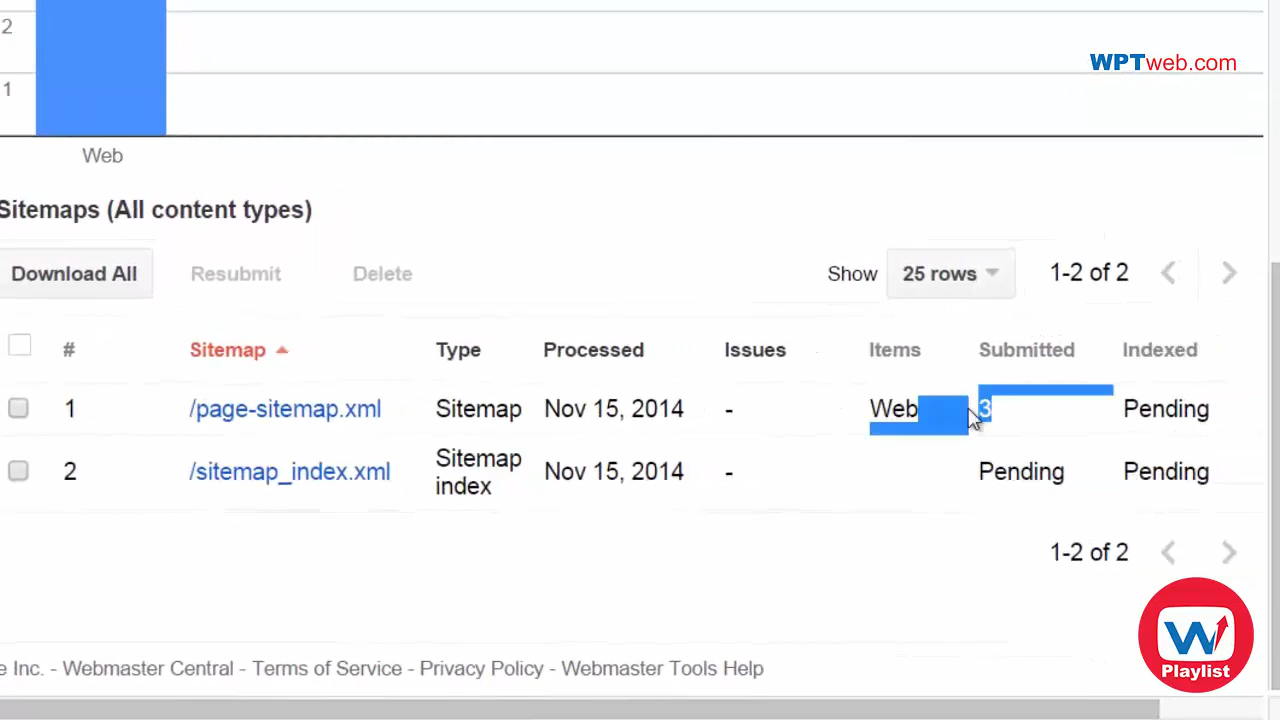 2
WPTweb.com
1
Web
Sitemaps (All content types)
Download All Resubmit Delete Show 25 rows 1-2 of 2
# Sitemap Type Processed Issues Items Submitted Indexed
1 /page-sitemap.xml Sitemap Nov 15, 2014 - Web 3 Pending
2 /sitemap_index.xml Sitemap index Nov 15, 2014 - Pending Pending
1-2 of 2
W
Playlist
e Inc. - Webmaster Central - Terms of Service - Privacy Policy - Webmaster Tools Help